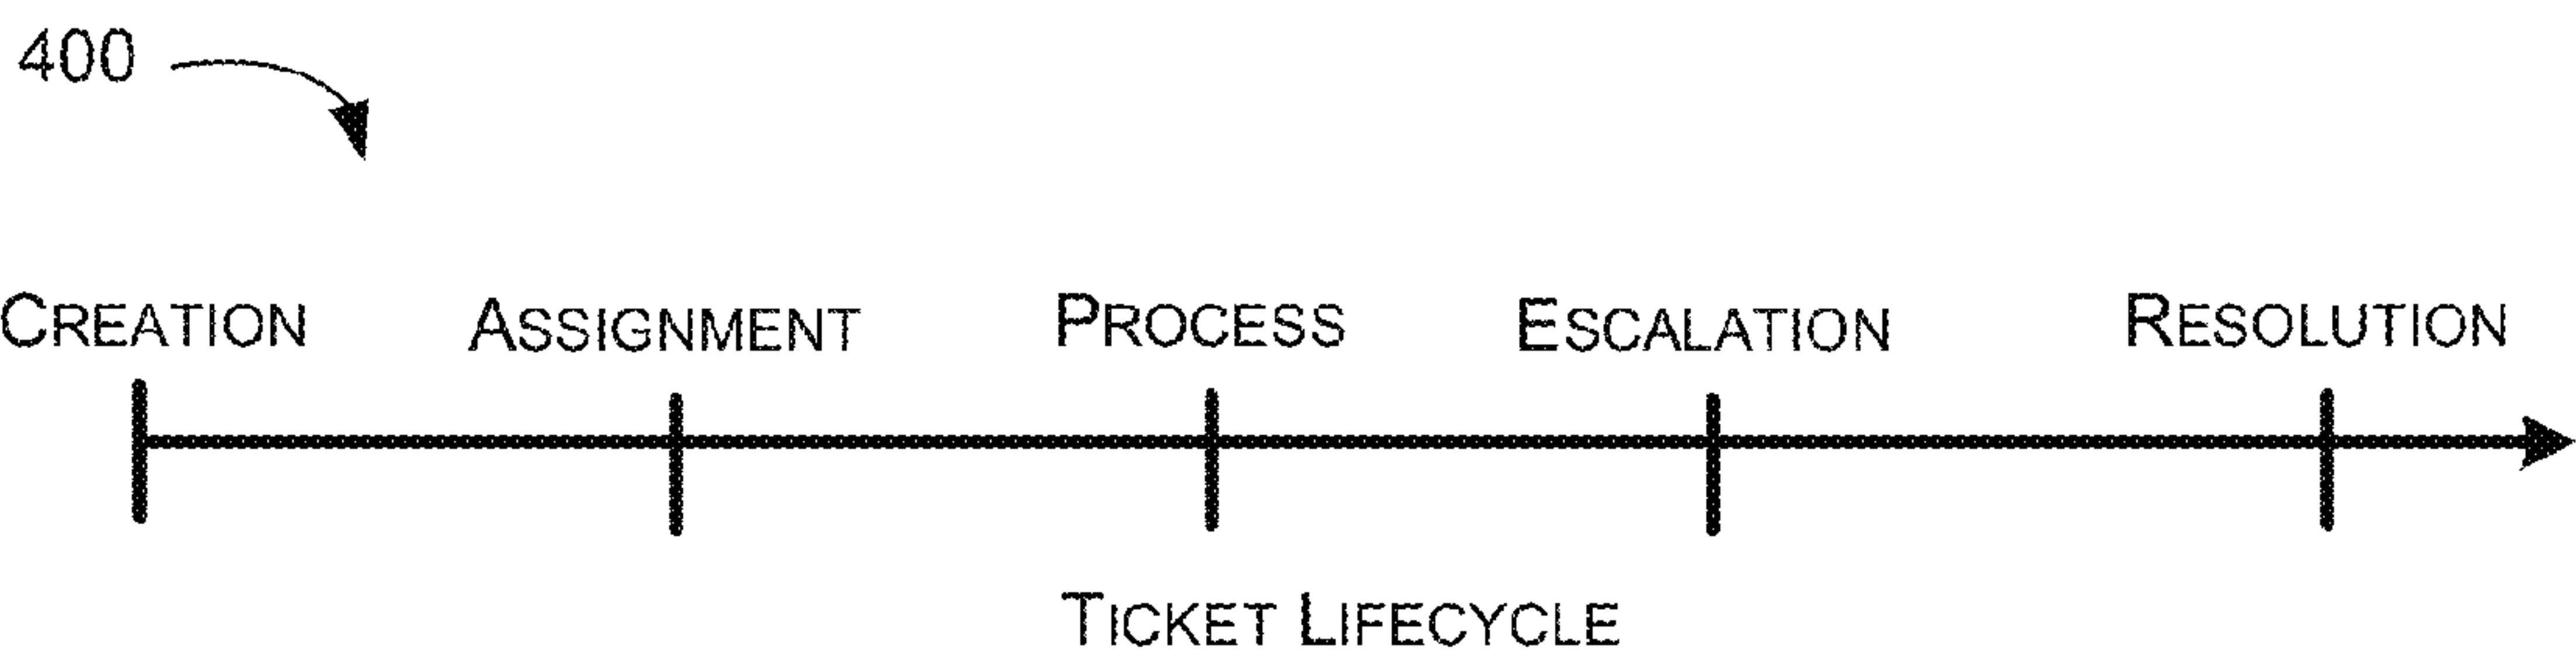 400
CREATION ASSIGNMENT PROCESS ESCALATION RESOLUTION
TICKET LIFECYCLE